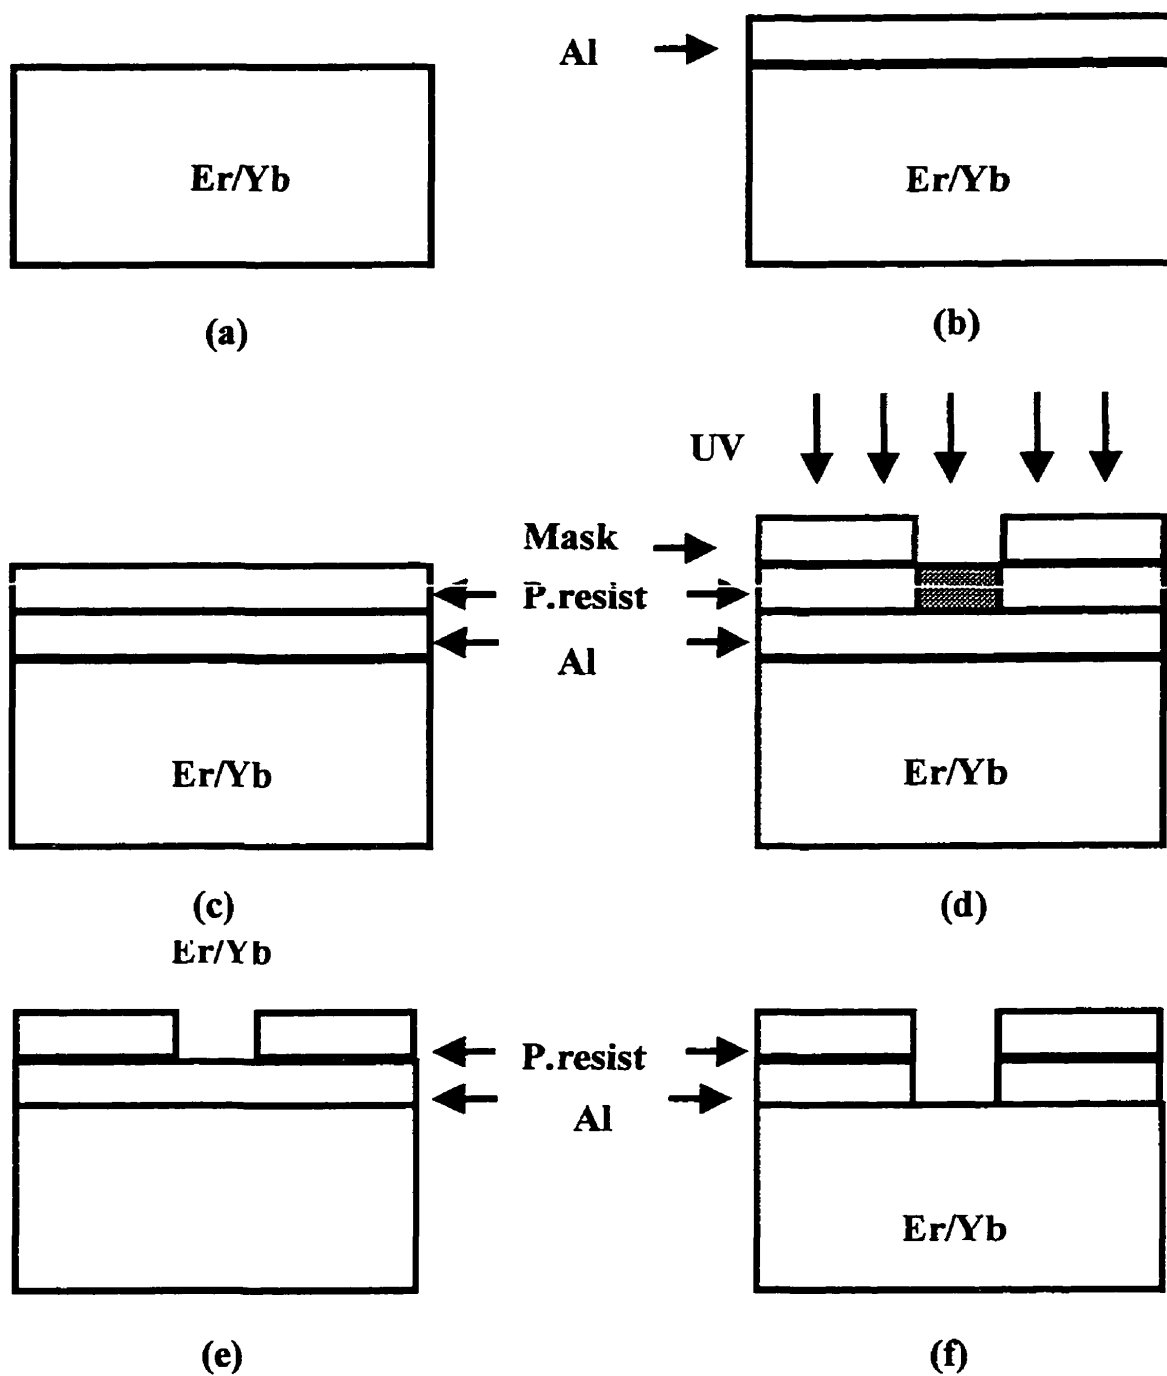 Er/Yb
(a)
Al
Er/Yb
(b)
UV
Mask
P.resist
Al
Er/Yb
(c)
Er/Yb
(d)
Er/Yb
P.resist
Al
(e)
Er/Yb
(f)